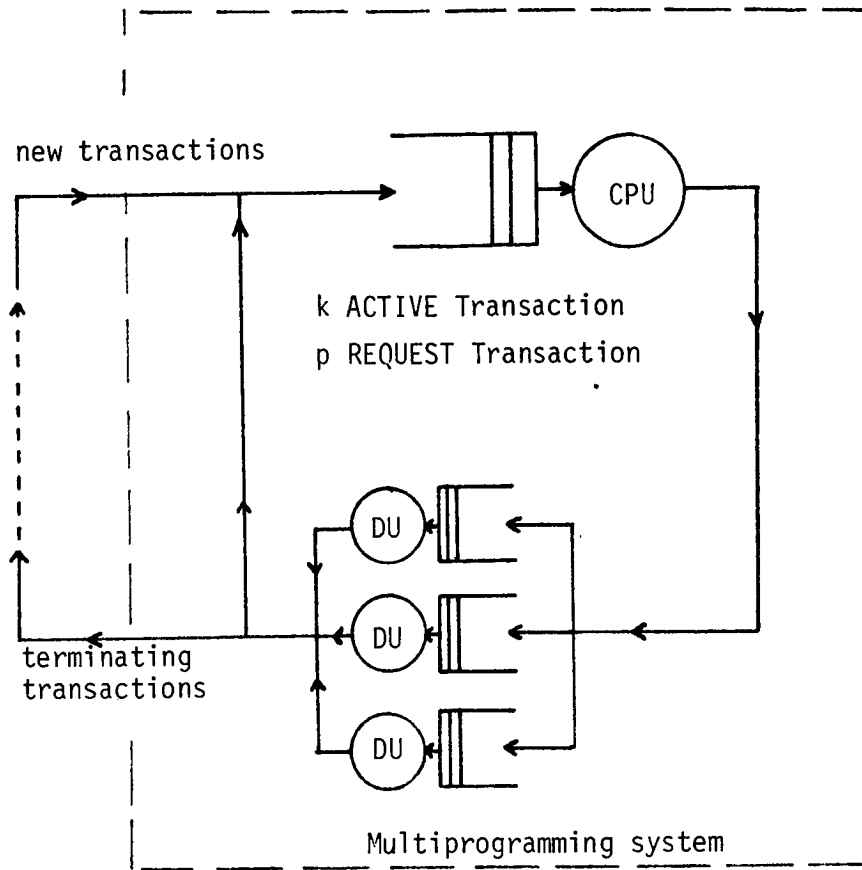 new transactions
CPU
k ACTIVE Transaction
p REQUEST Transaction
DU
DU
DU
terminating
transactions
Multiprogramming system